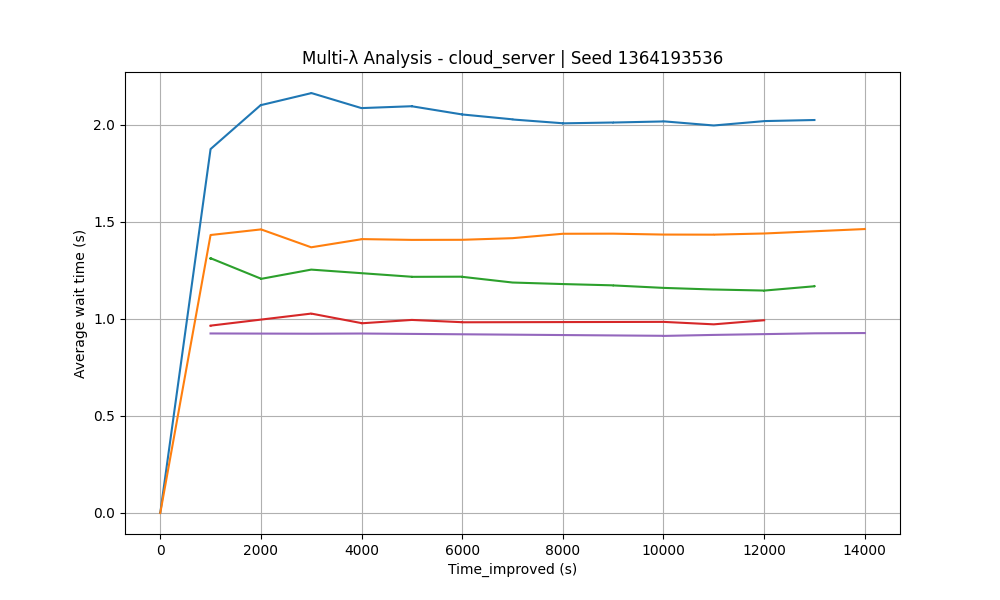 Multi-λ Analysis - cloud_server | Seed 1364193536
Average wait time (s)
2.0
1.5
1.0
0.5
0.0
0 2000 4000 6000 8000 10000 12000 14000
Time_improved (s)